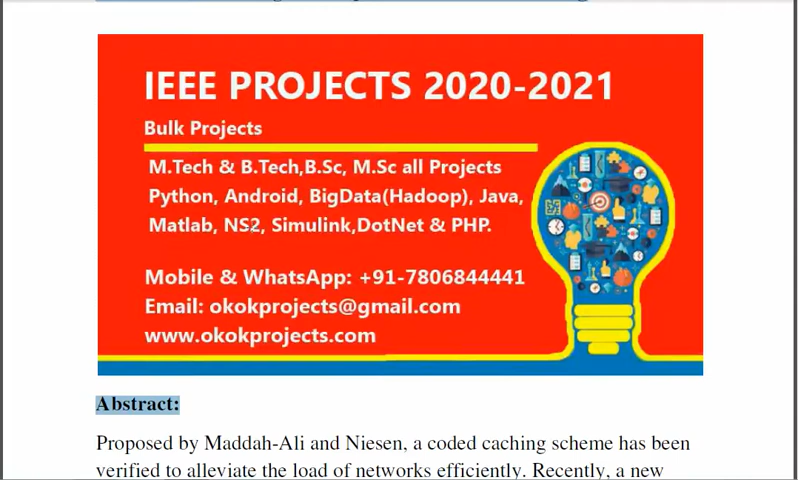 IEEE PROJECTS 2020-2021
Bulk Projects
M.Tech & B.Tech,B.Sc, M.Sc all Projects
Python, Android, BigData(Hadoop), Java,
Matlab, NS2, Simulink,DotNet & PHP.
Mobile & WhatsApp: +91-7806844441
Email: okokprojects@gmail.com
www.okokprojects.com
Abstract:
Proposed by Maddah-Ali and Niesen, a coded caching scheme has been
verified to alleviate the load of networks efficiently. Recently, a new